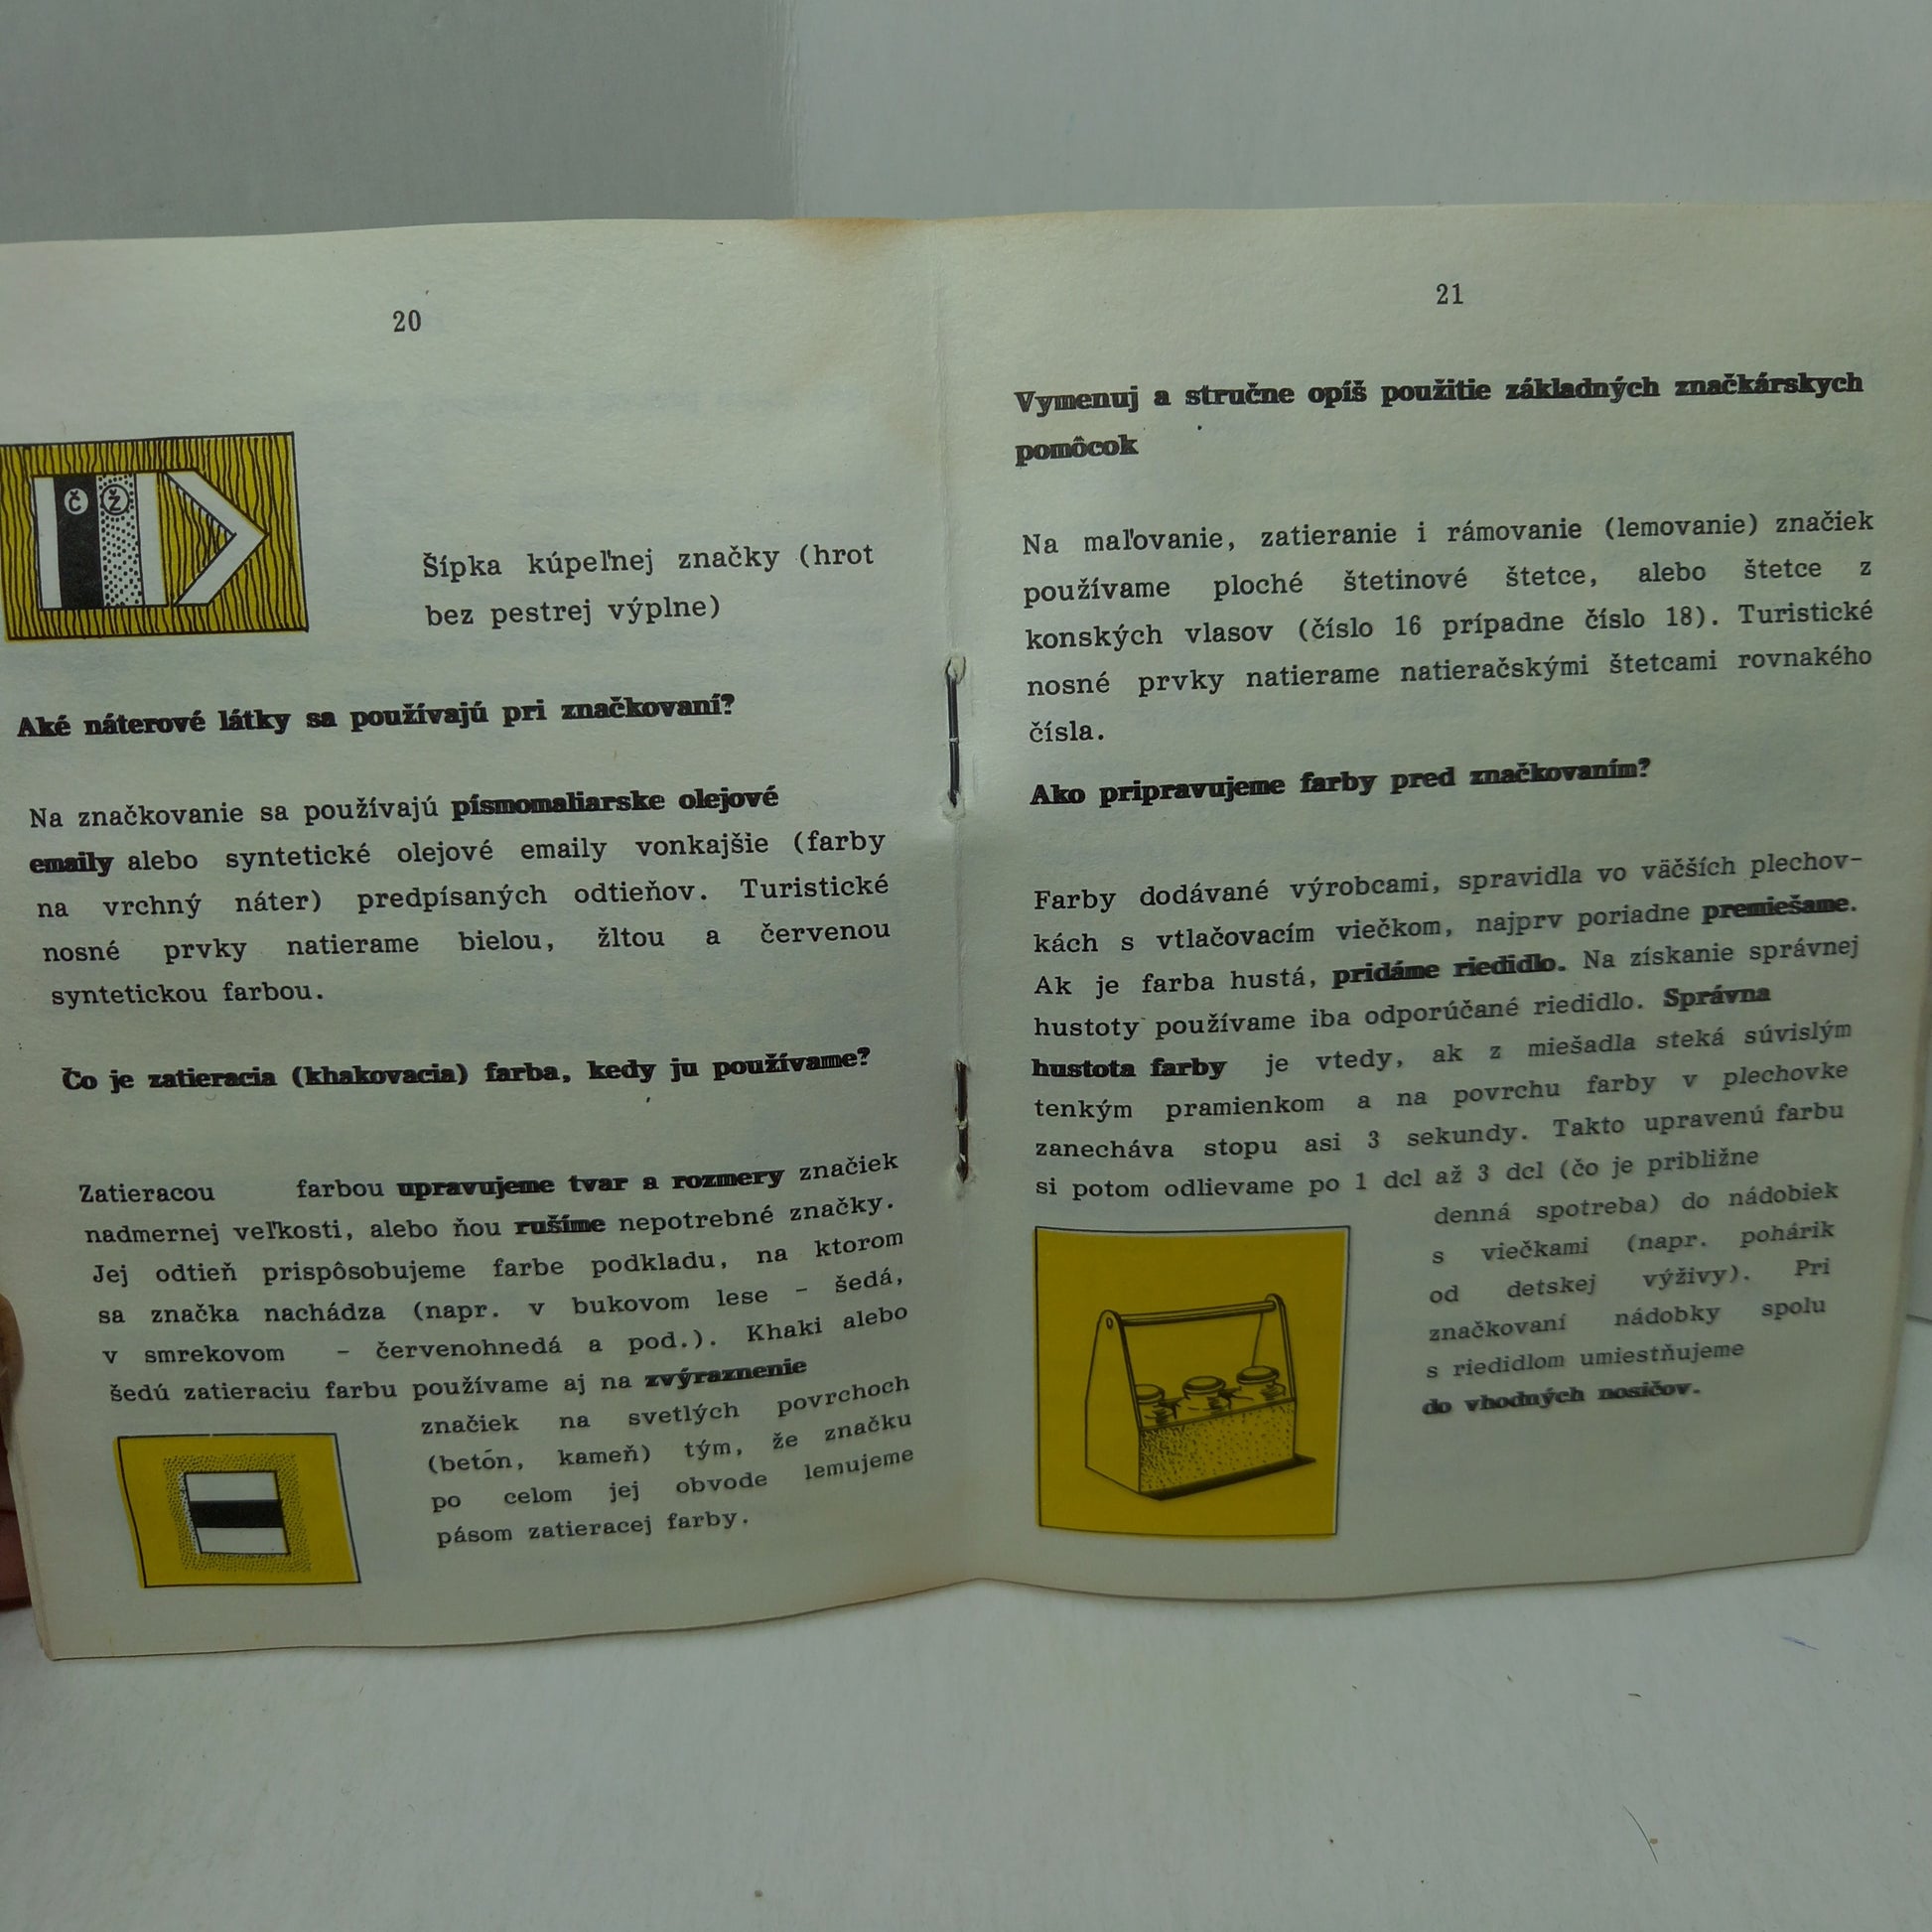 20
Č Ž
Šípka kúpeľnej značky (hrot
bez pestrej výplne)
Aké náterové látky sa používajú pri značkovaní?
Na značkovanie sa používajú písmomaliarske olejové
emaily alebo syntetické olejové emaily vonkajšie (farby
na vrchný náter) predpísaných odtieňov. Turistické
nosné prvky natierame bielou, žltou a červenou
syntetickou farbou.
Čo je zatieracia (khakovacia) farba, kedy ju používame?
Zatieracou farbou upravujeme tvar a rozmery značiek
nadmernej veľkosti, alebo ňou rušíme nepotrebné značky.
Jej odtieň prispôsobujeme farbe podkladu, na ktorom
sa značka nachádza (napr. v bukovom lese - šedá,
v smrekovom - červenohnedá a pod.). Khaki alebo
šedú zatieraciu farbu používame aj na zvýraznenie
značiek na svetlých povrchoch
(betón, kameň) tým, že značku
po celom jej obvode lemujeme
pásom zatieracej farby.
21
Vymenuj a stručne opíš použitie základných značkárskych
pomôcok
Na maľovanie, zatieranie i rámovanie (lemovanie) značiek
používame ploché štetinové štetce, alebo štetce z
konských vlasov (číslo 16 prípadne číslo 18). Turistické
nosné prvky natierame natieračskými štetcami rovnakého
čísla.
Ako pripravujeme farby pred značkovaním?
Farby dodávané výrobcami, spravidla vo väčších plechov-
kách s vtlačovacím viečkom, najprv poriadne premiešame.
Ak je farba hustá, pridáme riedidlo. Na získanie správnej
hustoty používame iba odporúčané riedidlo. Správna
hustota farby je vtedy, ak z miešadla steká súvislým
tenkým pramienkom a na povrchu farby v plechovke
zanecháva stopu asi 3 sekundy. Takto upravenú farbu
si potom odlievame po 1 dcl až 3 dcl (čo je približne
denná spotreba) do nádobiek
s viečkami (napr. pohárik
od detskej výživy). Pri
značkovaní nádobky spolu
s riedidlom umiestňujeme
do vhodných nosičov.